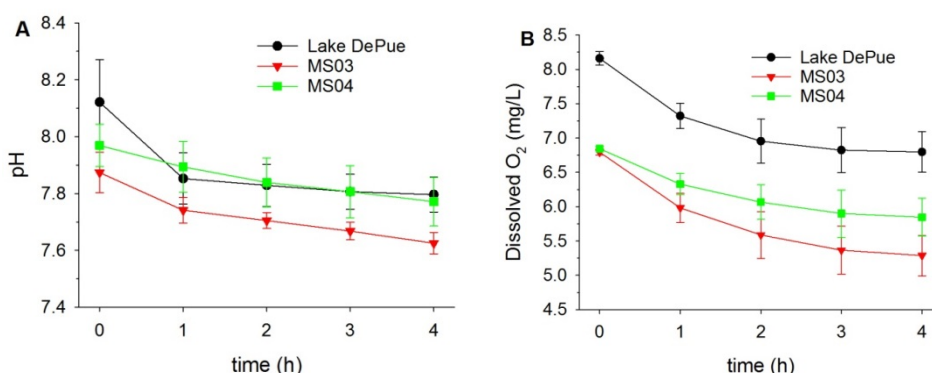 A
8.4
8.2
8.0
7.8
7.6
7.4
pH
Lake DePue
MS03
MS04
0 1 2 3 4
time (h)
B
8.5
8.0
7.5
7.0
6.5
6.0
5.5
5.0
4.5
Dissolved O₂ (mg/L)
Lake DePue
MS03
MS04
0 1 2 3 4
time (h)